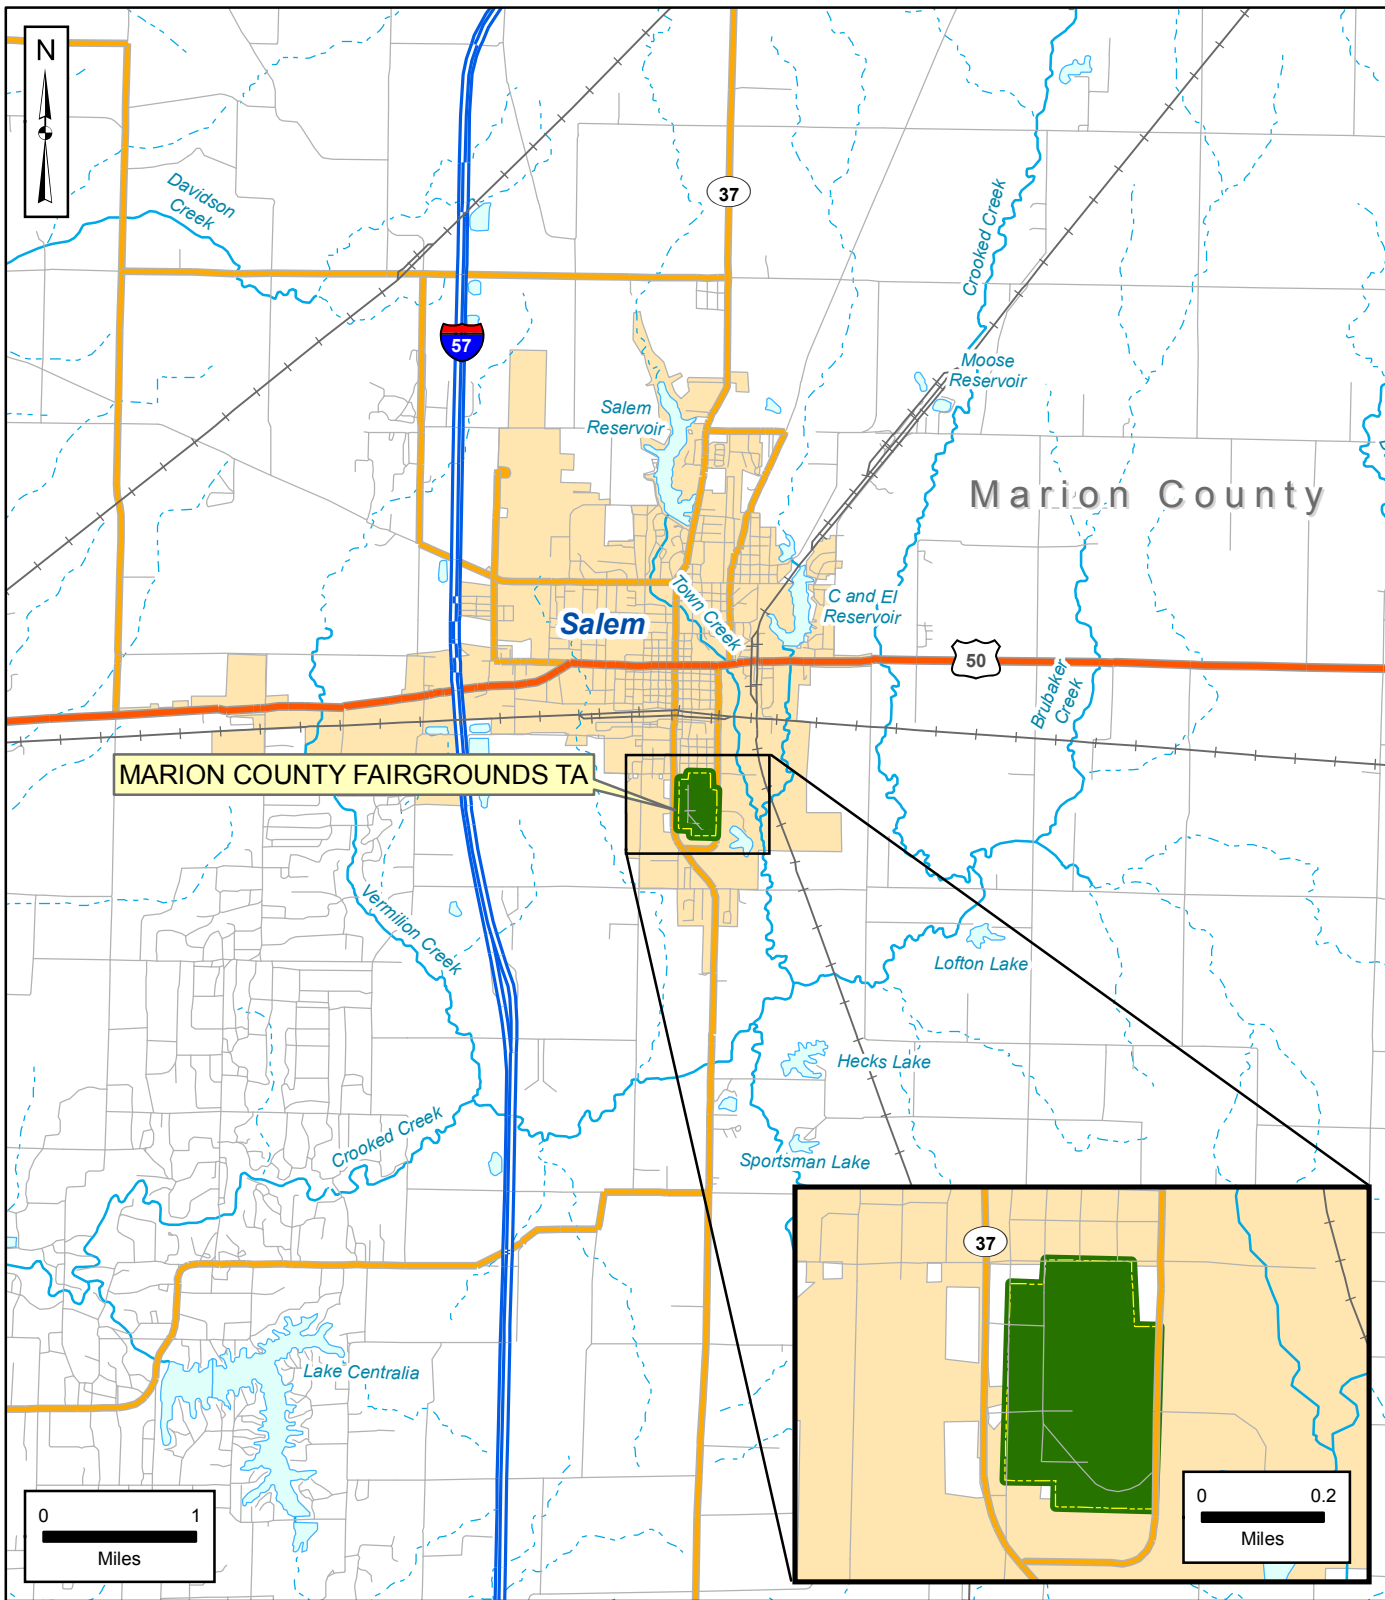 N
Davidson
Creek
37
Crooked Creek
57
Moose
Reservoir
Salem
Reservoir
Marion County
Town Creek
C and EI
Reservoir
Salem
50
Brubaker
Creek
MARION COUNTY FAIRGROUNDS TA
Vermilion Creek
Lofton Lake
Hecks Lake
Crooked Creek
Sportsman Lake
37
Lake Centralia
0 1
Miles
0 0.2
Miles